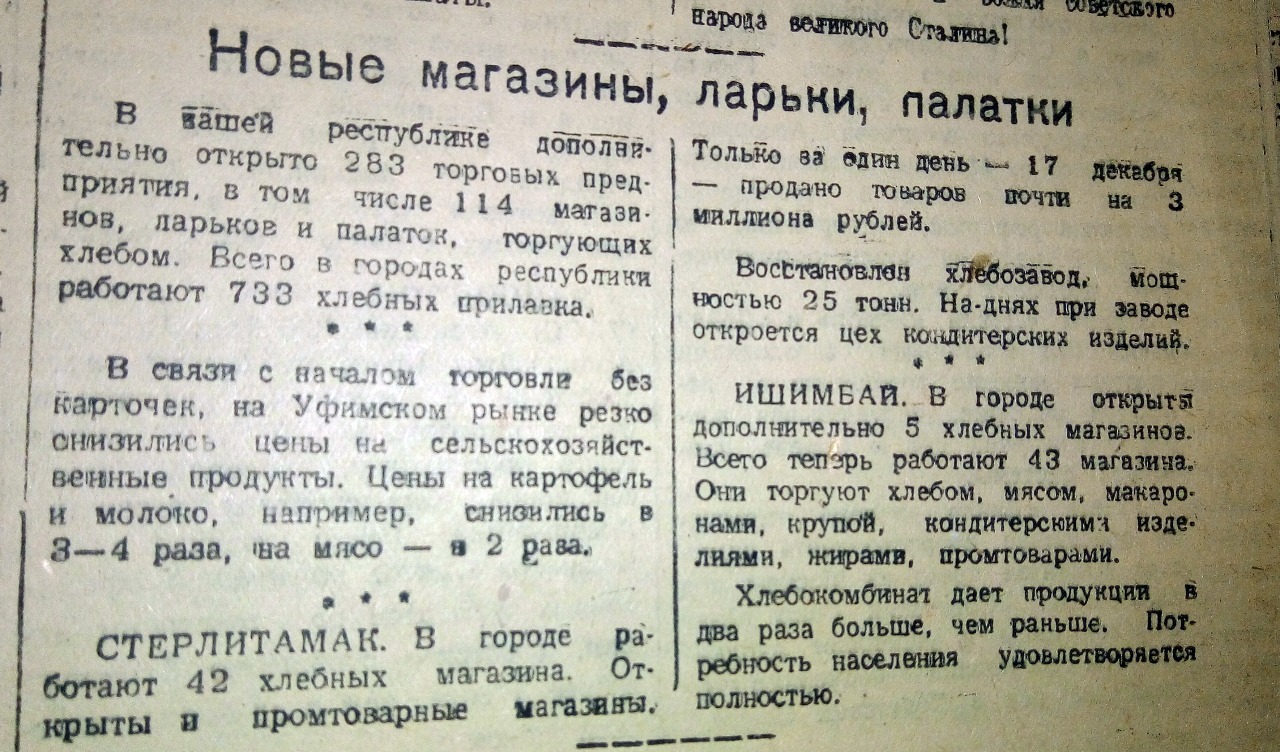 советского
народа великого Сталина!
Новые магазины, ларьки, палатки
В нашей республике дополни-
тельно открыто 283 торговых пред-
приятия, в том числе 114 магази-
нов, ларьков и палаток, торгующих
хлебом. Всего в городах республики
работают 733 хлебных прилавка.
* * *
В связи с началом торговли без
карточек, на Уфимском рынке резко
снизились цены на сельскохозяйст-
венные продукты. Цены на картофель
и молоко, например, снизились в
3—4 раза, на мясо — в 2 раза.
* * *
СТЕРЛИТАМАК. В городе ра-
ботают 42 хлебных магазина. От-
крыты и промтоварные магазины.
Только за один день — 17 декабря
— продано товаров почти на 3
миллиона рублей.
Восстановлен хлебозавод, мощ-
ностью 25 тонн. На-днях при заводе
откроется цех кондитерских изделий.
* * *
ИШИМБАЙ. В городе открыты
дополнительно 5 хлебных магазинов.
Всего теперь работают 43 магазина.
Они торгуют хлебом, мясом, макаро-
нами, крупой, кондитерскими изде-
лиями, жирами, промтоварами.
Хлебокомбинат дает продукции в
два раза больше, чем раньше. Пот-
ребность населения удовлетворяется
полностью.